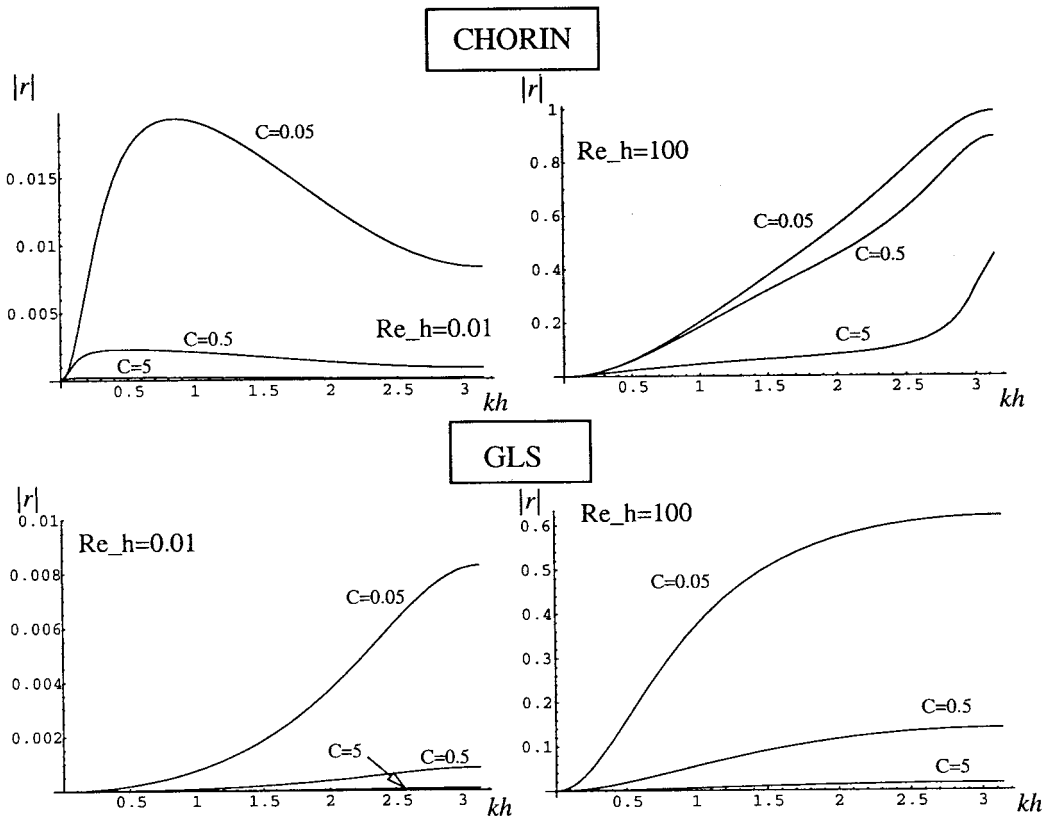 CHORIN
|r|
C=0.05
0.015
0.01
0.005
Re_h=0.01
C=0.5
C=5
0.5 1 1.5 2 2.5 3
kh
|r|
1
Re_h=100
0.8
0.6
C=0.05
C=0.5
0.4
0.2
C=5
0.5 1 1.5 2 2.5 3
kh
GLS
|r|
0.01
Re_h=0.01
0.008
C=0.05
0.006
0.004
0.002
C=5
C=0.5
0.5 1 1.5 2 2.5 3
kh
|r|
Re_h=100
0.6
0.5
C=0.05
0.4
0.3
0.2
C=0.5
0.1
C=5
0.5 1 1.5 2 2.5 3
kh